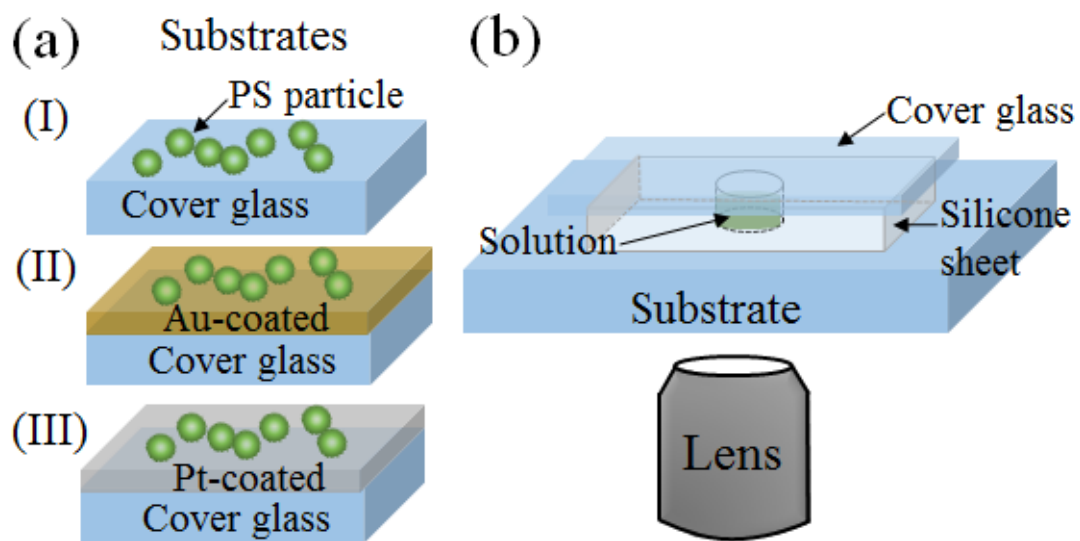 (a)
Substrates
(I)
PS particle
Cover glass
(II)
Au-coated
Cover glass
(III)
Pt-coated
Cover glass
(b)
Cover glass
Solution
Silicone
sheet
Substrate
Lens